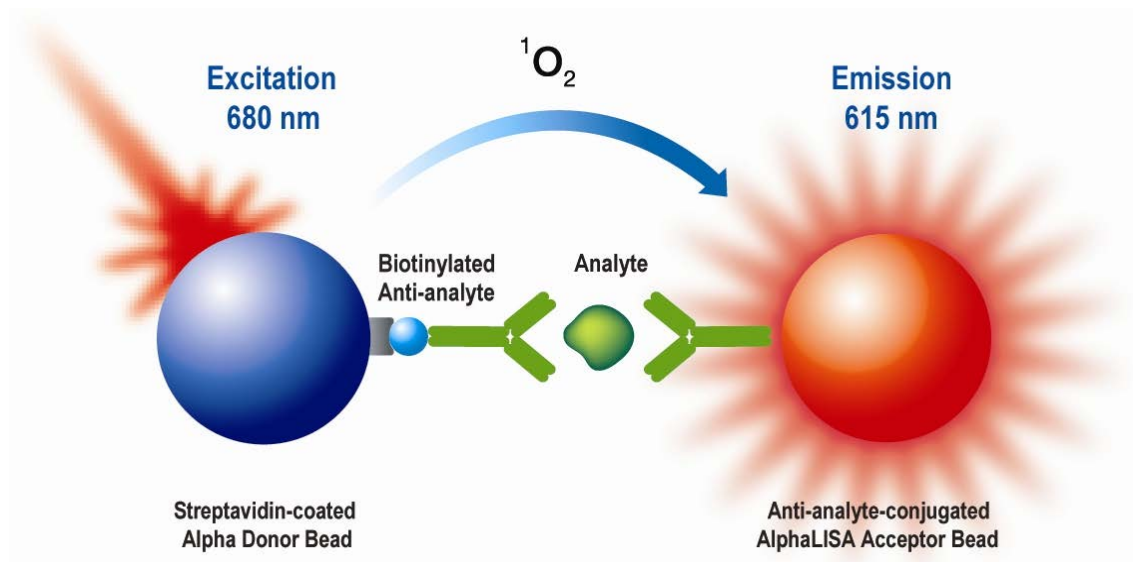 ¹O₂
Excitation
680 nm
Emission
615 nm
Biotinylated
Anti-analyte
Analyte
Streptavidin-coated
Alpha Donor Bead
Anti-analyte-conjugated
AlphaLISA Acceptor Bead